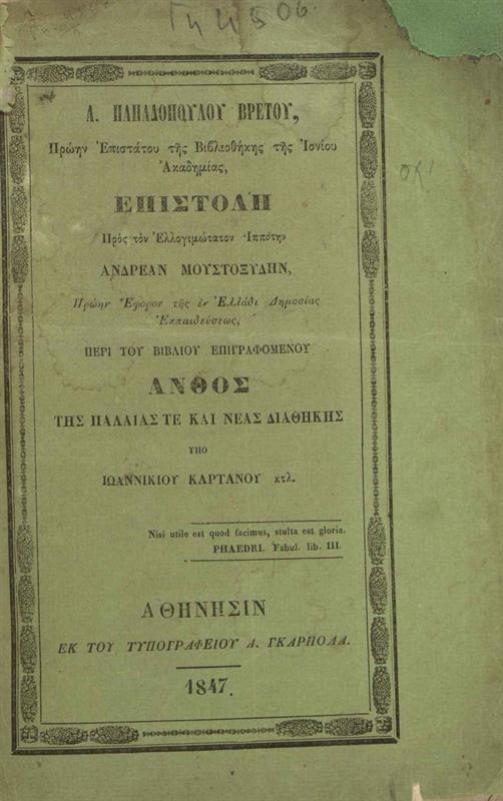 Α. ΠΑΠΑΔΟΠΟΥΛΟΥ ΒΡΕΤΟΥ,
Πρώην Ἐπιστάτου τῆς Βιβλιοθήκης τῆς Ἰονίου
Ἀκαδημίας,
ΕΠΙΣΤΟΛΗ
Πρὸς τὸν Ἐλλογιμώτατον Ἱππότην
ΑΝΔΡΕΑΝ ΜΟΥΣΤΟΞΥΔΗΝ,
Πρώην Ἔφορον τῆς ἐν Ἑλλάδι Δημοσίας
Ἐκπαιδεύσεως,
ΠΕΡΙ ΤΟΥ ΒΙΒΛΙΟΥ ΕΠΙΓΡΑΦΟΜΕΝΟΥ
ΑΝΘΟΣ
ΤΗΣ ΠΑΛΑΙΑΣ ΤΕ ΚΑΙ ΝΕΑΣ ΔΙΑΘΗΚΗΣ
ΥΠΟ
ΙΩΑΝΝΙΚΙΟΥ ΚΑΡΤΑΝΟΥ κτλ.
Nisi utile est quod facimus, stulta est gloria.
PHAEDRI. Fabul. lib. III.
ΑΘΗΝΗΣΙΝ
ΕΚ ΤΟΥ ΤΥΠΟΓΡΑΦΕΙΟΥ Α. ΓΚΑΡΠΟΛΑ.
1847.